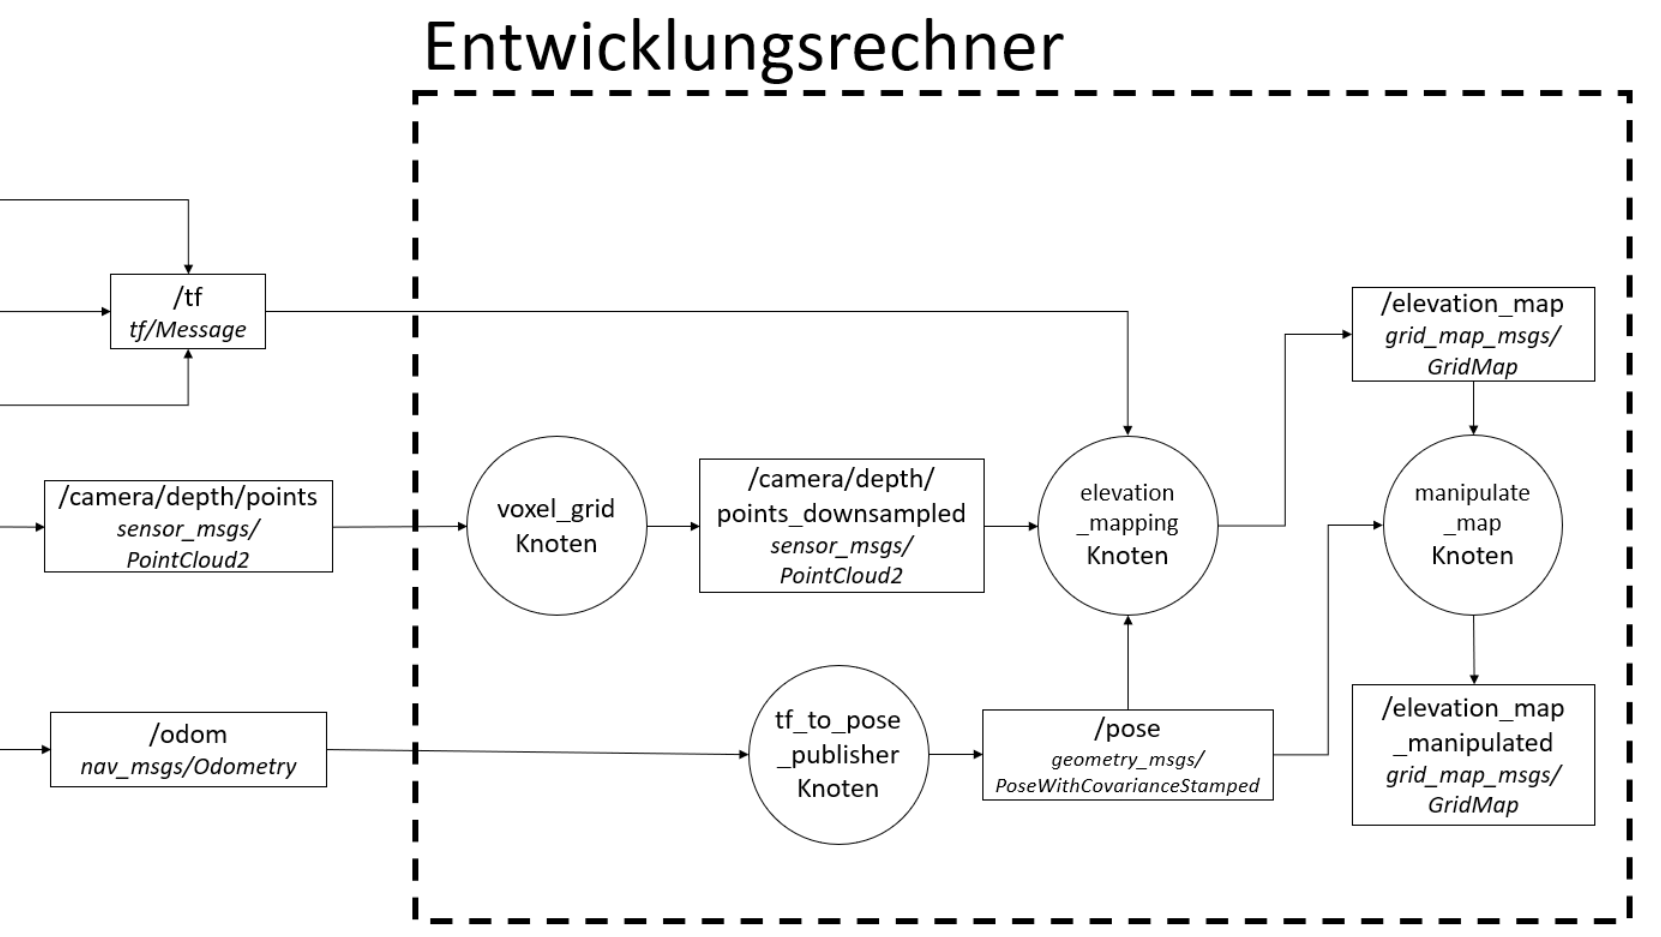 Entwicklungsrechner
/tf
tf/Message
/elevation_map
grid_map_msgs/
GridMap
/camera/depth/points
sensor_msgs/
PointCloud2
voxel_grid
Knoten
/camera/depth/
points_downsampled
sensor_msgs/
PointCloud2
elevation
_mapping
Knoten
manipulate
_map
Knoten
/odom
nav_msgs/Odometry
tf_to_pose
_publisher
Knoten
/pose
geometry_msgs/
PoseWithCovarianceStamped
/elevation_map
_manipulated
grid_map_msgs/
GridMap